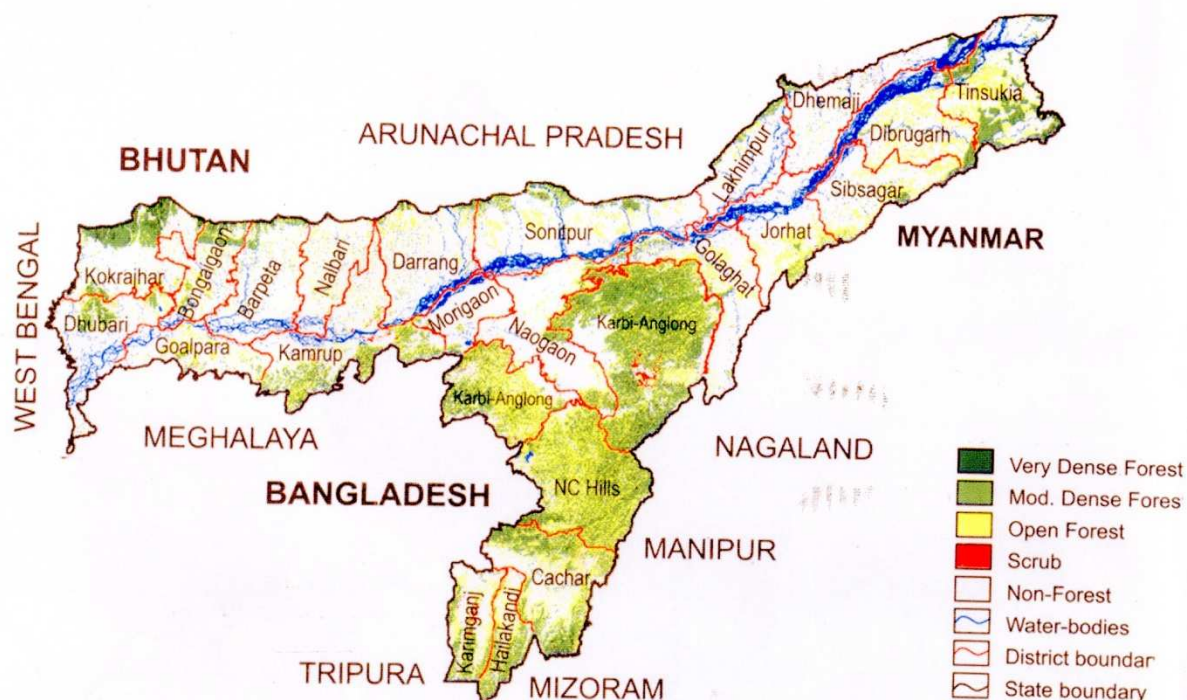 ARUNACHAL PRADESH
BHUTAN
WEST BENGAL
MYANMAR
MEGHALAYA
BANGLADESH
NAGALAND
MANIPUR
TRIPURA
MIZORAM
Kokrajhar
Dhubari
Bongaigaon
Goalpara
Barpeta
Nalbari
Kamrup
Darrang
Morigaon
Sonitpur
Naogaon
Karbi-Anglong
Karbi-Anglong
Golaghat
Lakhimpur
Dhemaji
Tinsukia
Dibrugarh
Sibsagar
Jorhat
NC Hills
Cachar
Karimganj
Hailakandi
Very Dense Forest
Mod. Dense Fores
Open Forest
Scrub
Non-Forest
Water-bodies
District boundar
State boundary